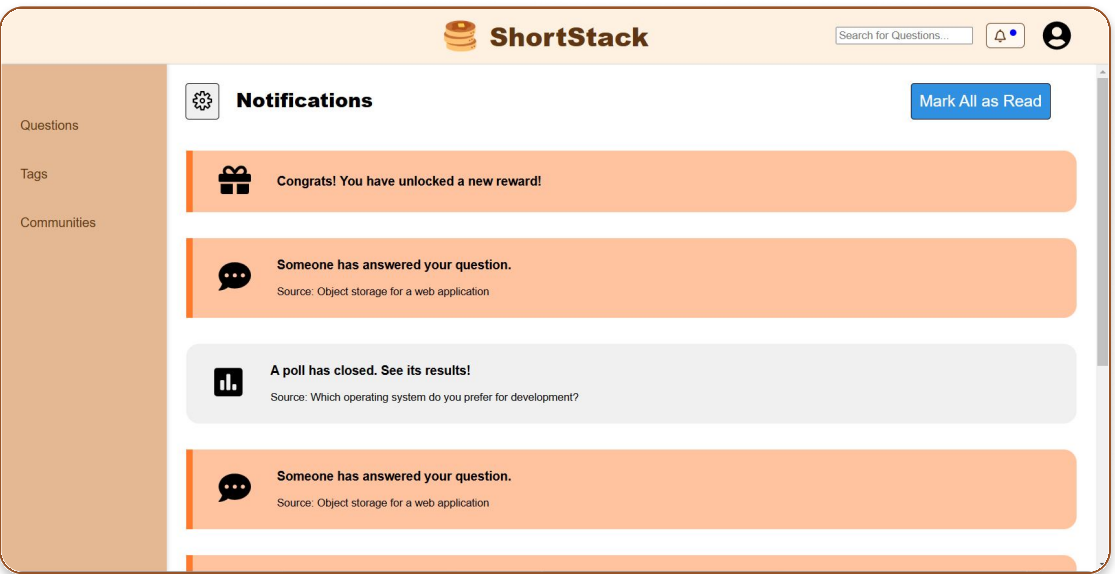 ShortStack
Search for Questions...
Notifications
Mark All as Read
Questions
Tags
Communities
Congrats! You have unlocked a new reward!
Someone has answered your question.
Source: Object storage for a web application
A poll has closed. See its results!
Source: Which operating system do you prefer for development?
Someone has answered your question.
Source: Object storage for a web application